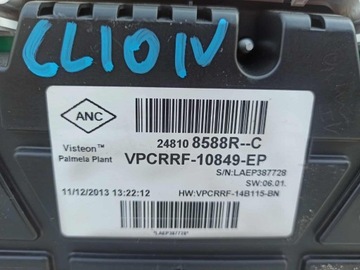 CLIO IV
ANC
24810 8588R--C
Visteon™
Palmela Plant
VPCRRF-10849-EP
S/N:LAEP387728
SW:06.01.
11/12/2013 13:22:12
HW:VPCRRF-14B115-BN
"LAEP387728"